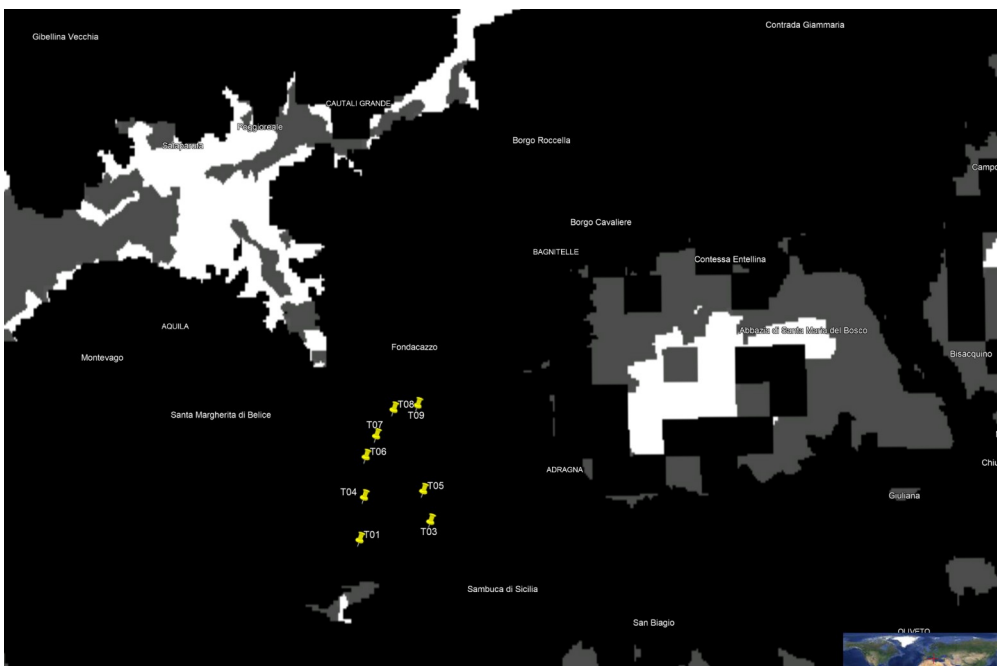 Contrada Giammaria
Gibellina Vecchia
CAUTALI GRANDE
Poggioreale
Salaparuta
Borgo Roccella
Campo
Borgo Cavaliere
BAGNITELLE
Contessa Entellina
AQUILA
Abbazia di Santa Maria del Bosco
Fondacazzo
Montevago
Bisacquino
T08
Santa Margherita di Belice
T09
T07
T06
ADRAGNA
Chiu
T05
T04
Giuliana
T03
T01
Sambuca di Sicilia
San Biagio
OLIVETO